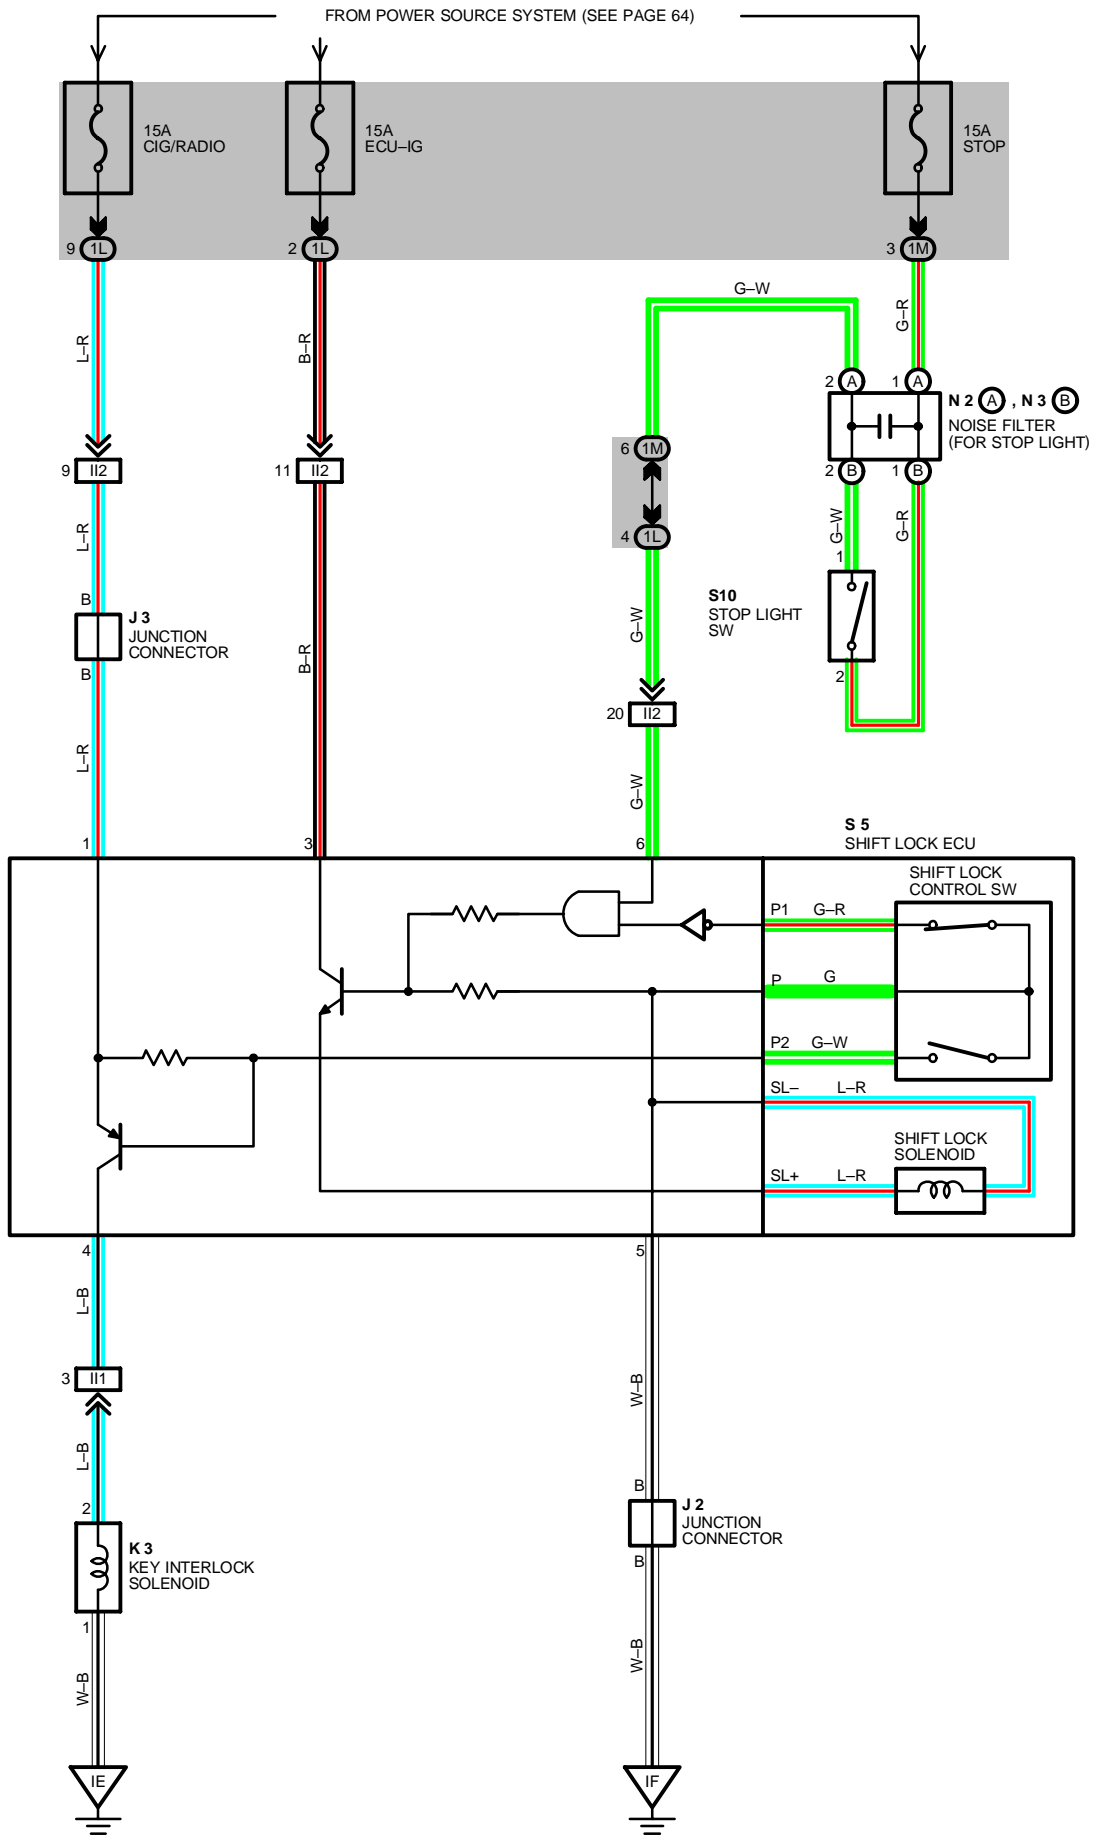 FROM POWER SOURCE SYSTEM (SEE PAGE 64)
15A
CIG/RADIO
15A
ECU–IG
15A
STOP
9 1L
2 1L
3 1M
L–R
B–R
G–W
G–R
2 A
1 A
N 2 A , N 3 B
NOISE FILTER
(FOR STOP LIGHT)
6 1M
9 II2
11 II2
2 B
1 B
4 1L
L–R
G–W
G–R
1
S10
STOP LIGHT
SW
B
J 3
JUNCTION
CONNECTOR
B
B–R
G–W
2
20 II2
L–R
G–W
1
3
6
S 5
SHIFT LOCK ECU
SHIFT LOCK
CONTROL SW
P1 G–R
P G
P2 G–W
SL– L–R
SHIFT LOCK
SOLENOID
SL+ L–R
4
5
L–B
3 II1
W–B
L–B
B
2
J 2
JUNCTION
CONNECTOR
K 3
KEY INTERLOCK
SOLENOID
B
1
W–B
W–B
IE
IF